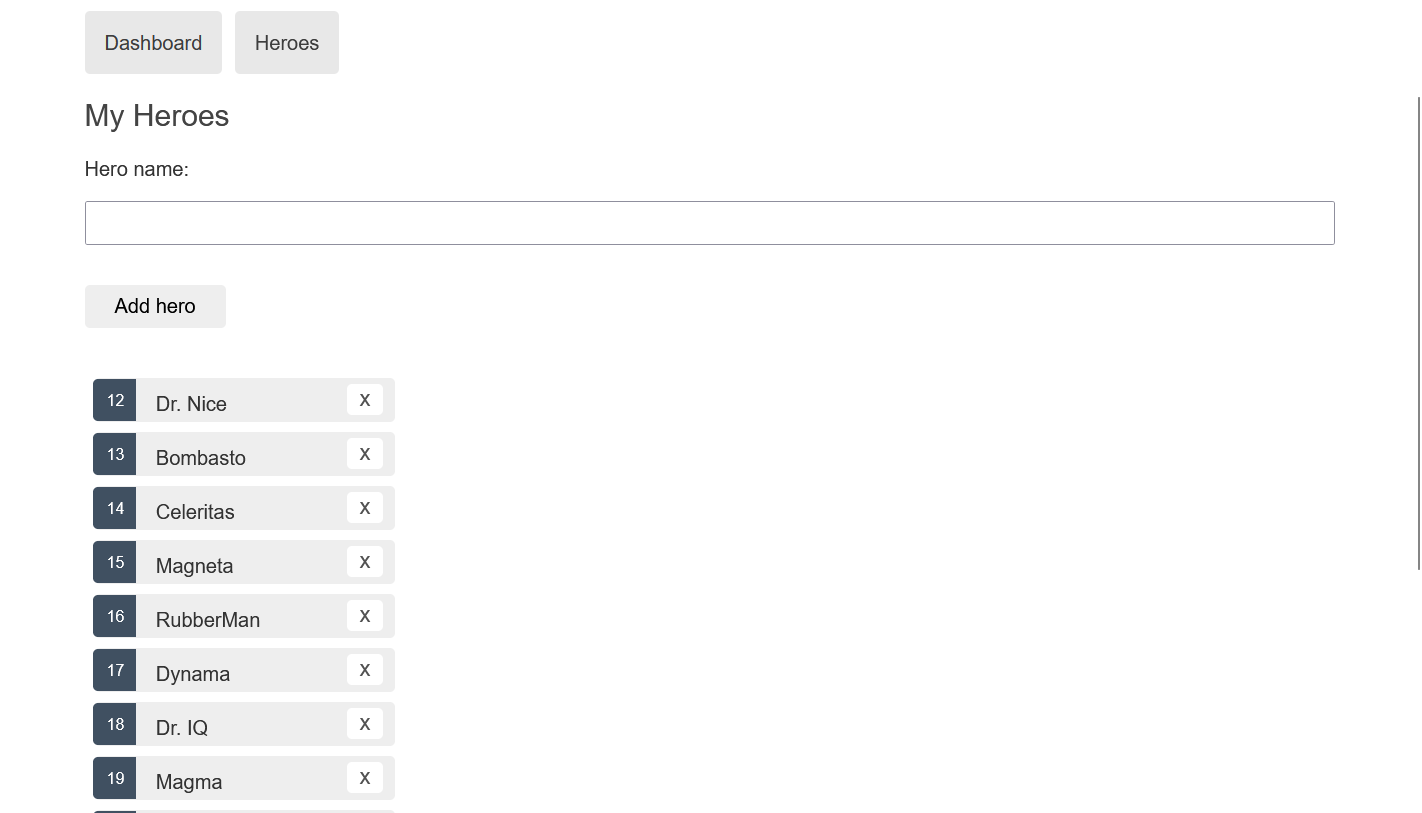 Dashboard Heroes
My Heroes
Hero name:
Add hero
12 Dr. Nice x
13 Bombasto x
14 Celeritas x
15 Magneta x
16 RubberMan x
17 Dynama x
18 Dr. IQ x
19 Magma x